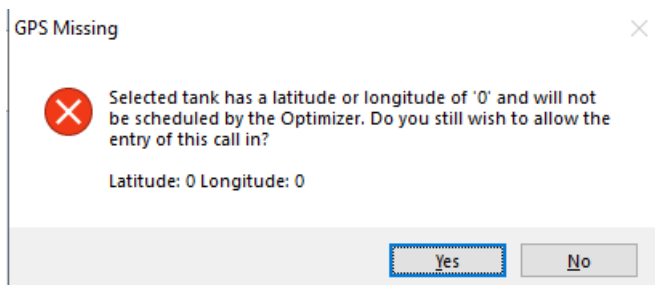 GPS Missing
Selected tank has a latitude or longitude of '0' and will not
be scheduled by the Optimizer. Do you still wish to allow the
entry of this call in?
Latitude: 0 Longitude: 0
Yes No